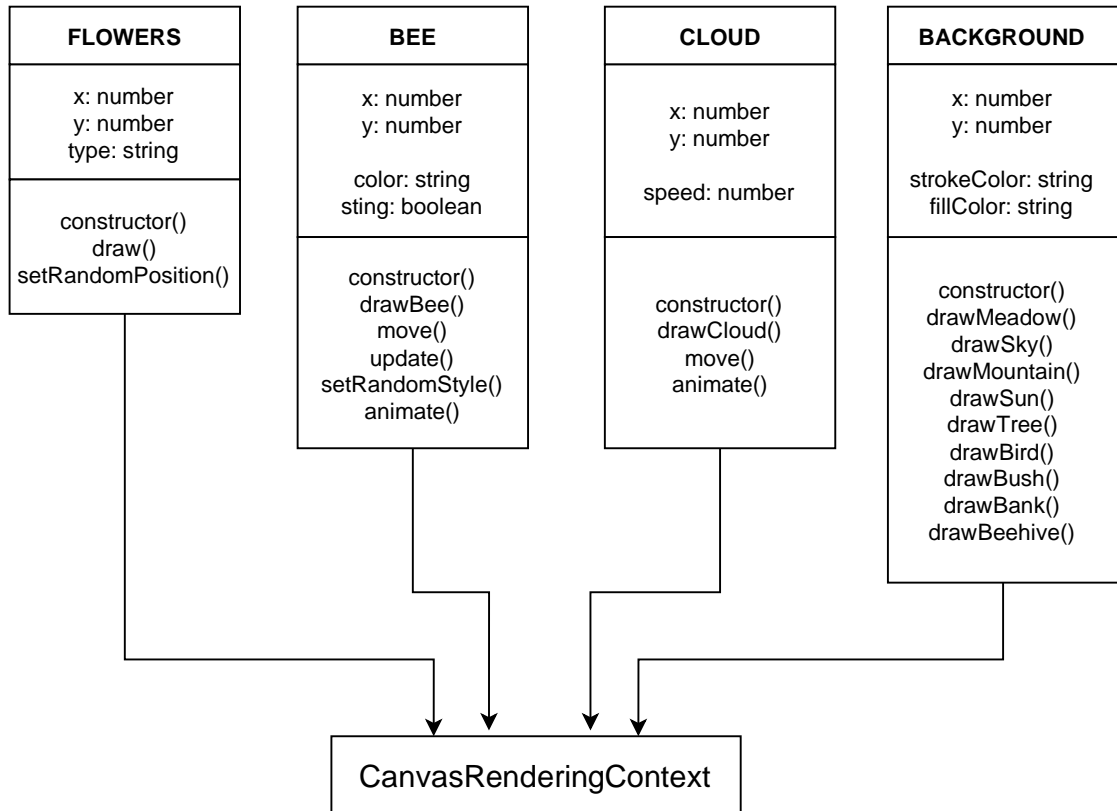 FLOWERS
x: number
y: number
type: string
constructor()
draw()
setRandomPosition()
BEE
x: number
y: number
color: string
sting: boolean
constructor()
drawBee()
move()
update()
setRandomStyle()
animate()
CLOUD
x: number
y: number
speed: number
constructor()
drawCloud()
move()
animate()
BACKGROUND
x: number
y: number
strokeColor: string
fillColor: string
constructor()
drawMeadow()
drawSky()
drawMountain()
drawSun()
drawTree()
drawBird()
drawBush()
drawBank()
drawBeehive()
CanvasRenderingContext